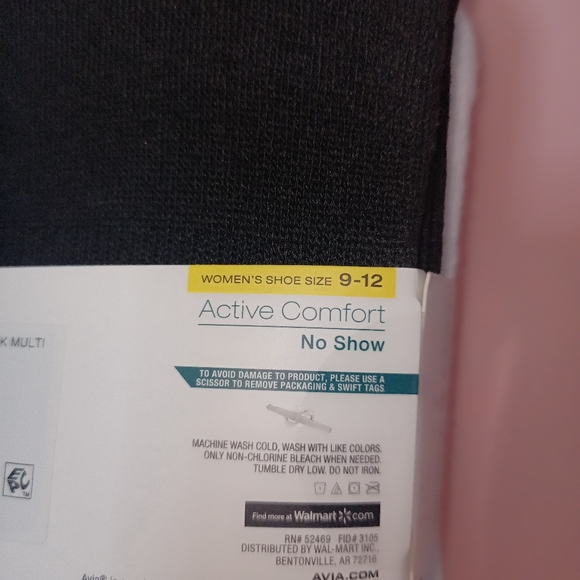 WOMEN'S SHOE SIZE 9-12
Active Comfort
No Show
K MULTI
TO AVOID DAMAGE TO PRODUCT, PLEASE USE A
SCISSOR TO REMOVE PACKAGING & SWIFT TAGS
MACHINE WASH COLD, WASH WITH LIKE COLORS.
ONLY NON-CHLORINE BLEACH WHEN NEEDED.
TUMBLE DRY LOW. DO NOT IRON.
EPC
TM
Find more at Walmart com
RN# 52469 FID# 3105
DISTRIBUTED BY WAL-MART INC.,
BENTONVILLE, AR 72716
AVIA.COM
Avia®